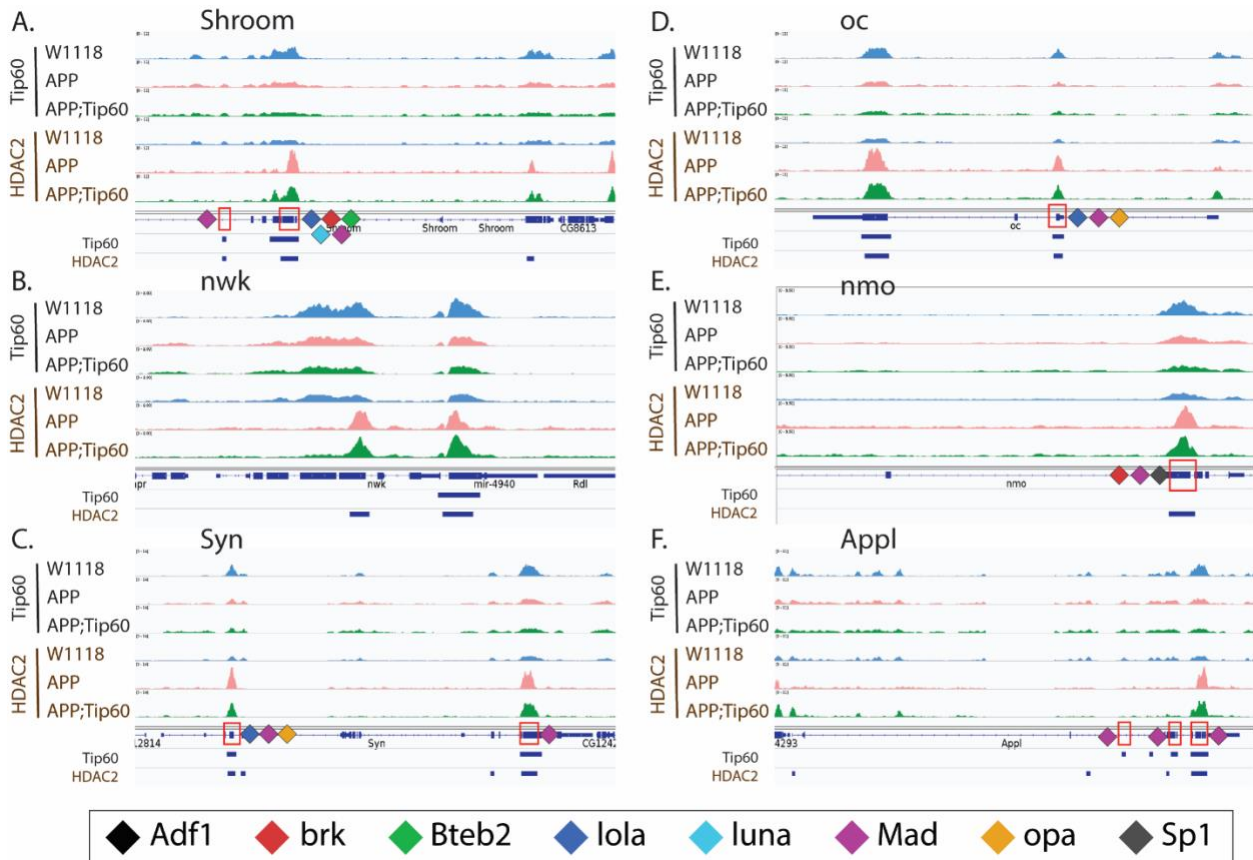 A. Shroom
Tip60
W1118
APP
APP;Tip60
HDAC2
W1118
APP
APP;Tip60
Shroom Shroom Shroom CG8613
Tip60
HDAC2
B. nwk
Tip60
W1118
APP
APP;Tip60
HDAC2
W1118
APP
APP;Tip60
nwk mir-4940 Rdl
Tip60
HDAC2
C. Syn
Tip60
W1118
APP
APP;Tip60
HDAC2
W1118
APP
APP;Tip60
.2814 Syn CG1242
Tip60
HDAC2
D. oc
Tip60
W1118
APP
APP;Tip60
HDAC2
W1118
APP
APP;Tip60
oc
Tip60
HDAC2
E. nmo
Tip60
W1118
APP
APP;Tip60
HDAC2
W1118
APP
APP;Tip60
nmo
Tip60
HDAC2
F. Appl
Tip60
W1118
APP
APP;Tip60
HDAC2
W1118
APP
APP;Tip60
4293 Appl
Tip60
HDAC2
Adf1 brk Bteb2 lola luna Mad opa Sp1